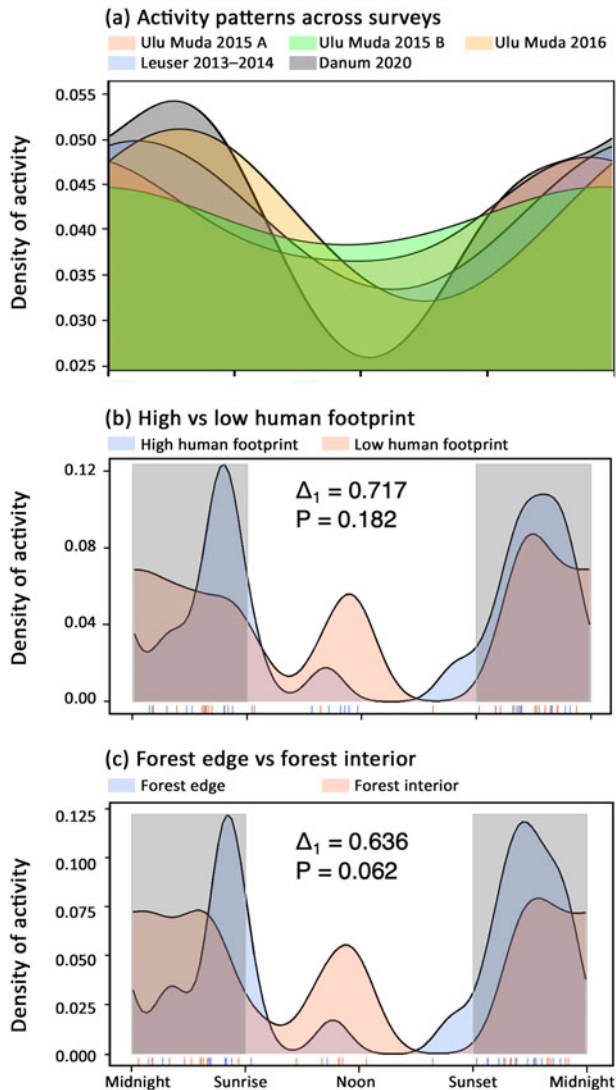 (a) Activity patterns across surveys
Ulu Muda 2015 A Ulu Muda 2015 B Ulu Muda 2016
Leuser 2013–2014 Danum 2020
Density of activity
0.055
0.050
0.045
0.040
0.035
0.030
0.025
(b) High vs low human footprint
High human footprint Low human footprint
Density of activity
0.12
0.08
0.04
0.00
Δ₁ = 0.717
P = 0.182
(c) Forest edge vs forest interior
Forest edge Forest interior
Density of activity
0.125
0.100
0.075
0.050
0.025
0.000
Δ₁ = 0.636
P = 0.062
Midnight Sunrise Noon Sunset Midnight